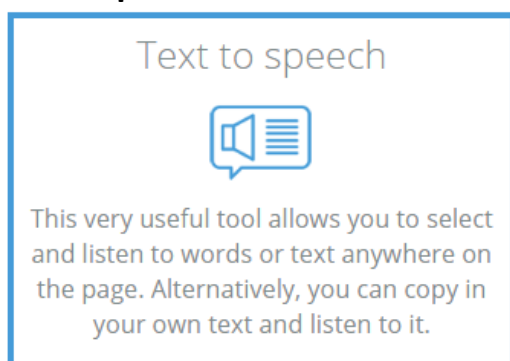 Text to speech
This very useful tool allows you to select
and listen to words or text anywhere on
the page. Alternatively, you can copy in
your own text and listen to it.